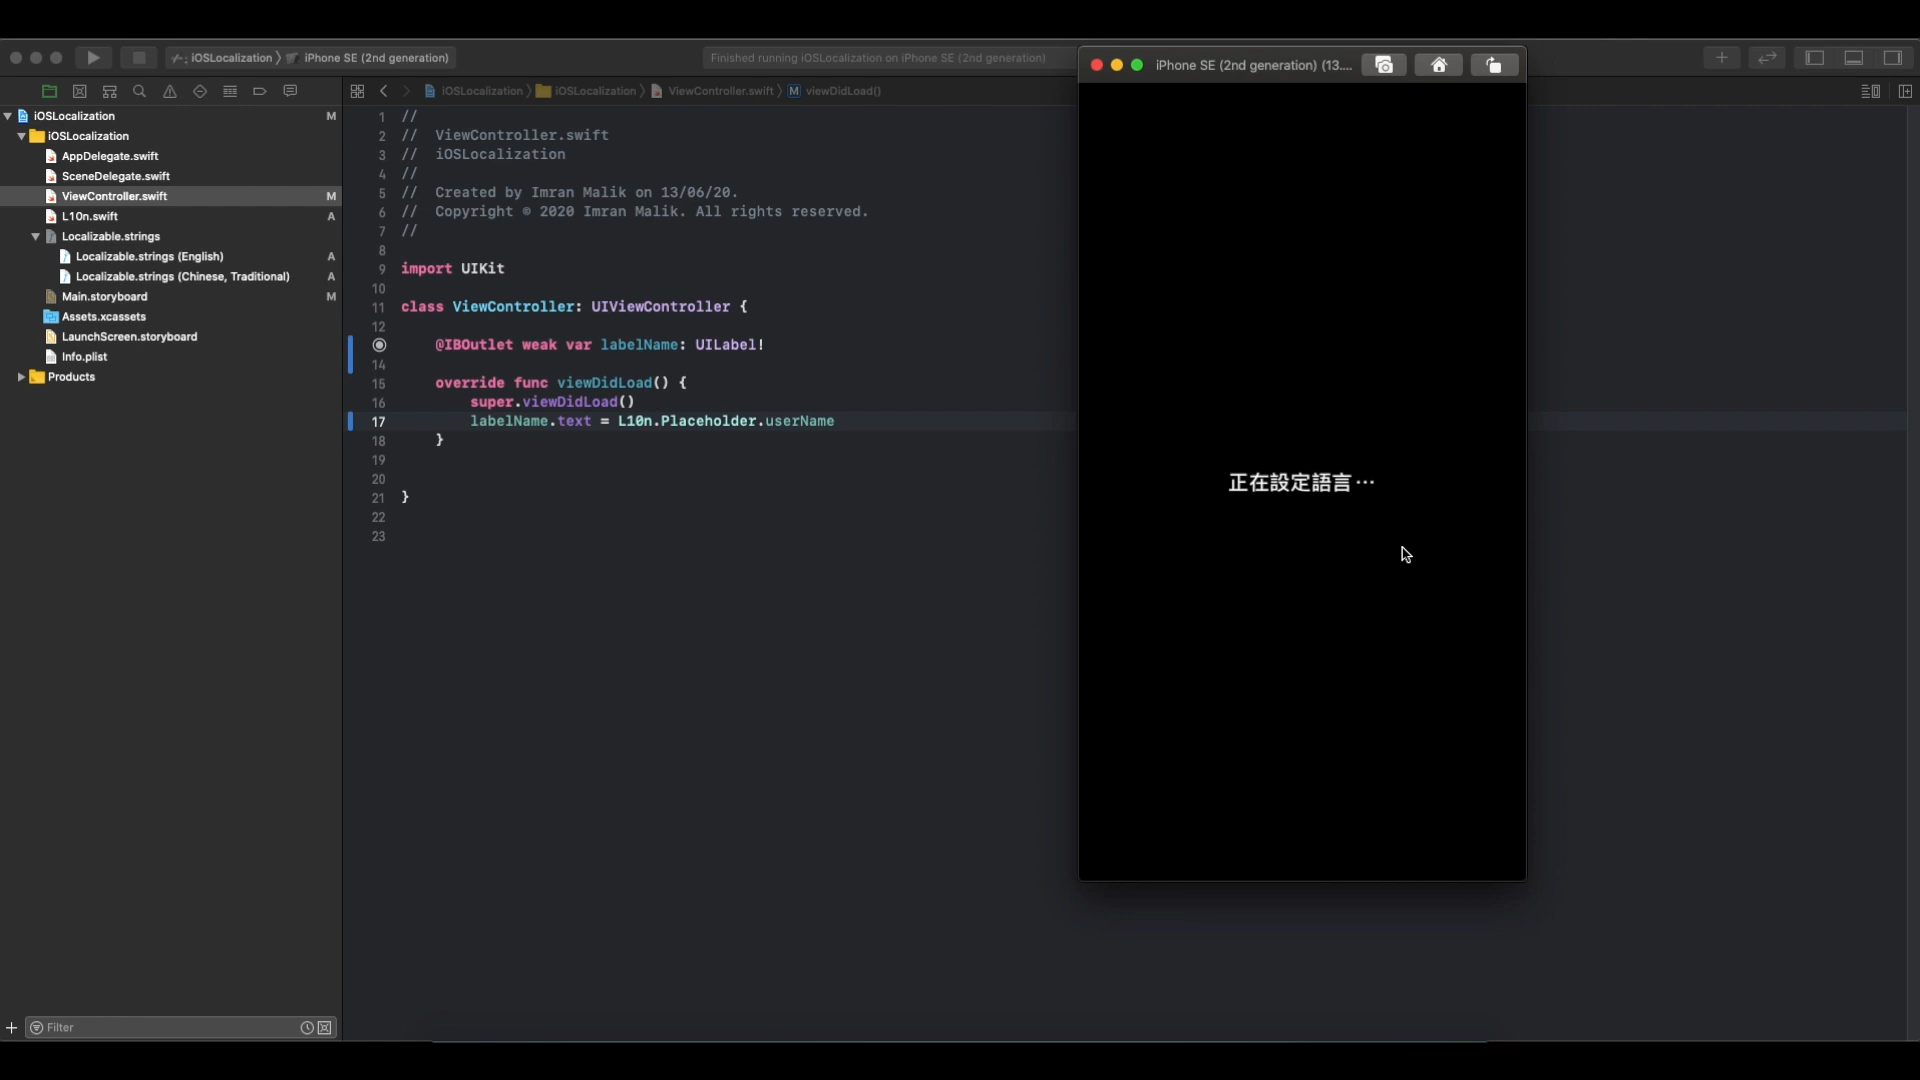 iOSLocalization 〉 iPhone SE (2nd generation)
Finished running iOSLocalization on iPhone SE (2nd generation)
iPhone SE (2nd generation) (13....
iOSLocalization 〉 iOSLocalization 〉 ViewController.swift 〉 M viewDidLoad()
iOSLocalization M
iOSLocalization
AppDelegate.swift
SceneDelegate.swift
ViewController.swift M
L10n.swift A
Localizable.strings
Localizable.strings (English) A
Localizable.strings (Chinese, Traditional) A
Main.storyboard M
Assets.xcassets
LaunchScreen.storyboard
Info.plist
Products
Filter
1 //
2 // ViewController.swift
3 // iOSLocalization
4 //
5 // Created by Imran Malik on 13/06/20.
6 // Copyright © 2020 Imran Malik. All rights reserved.
7 //
8
9 import UIKit
10
11 class ViewController: UIViewController {
12
@IBOutlet weak var labelName: UILabel!
14
15 override func viewDidLoad() {
16 super.viewDidLoad()
17 labelName.text = L10n.Placeholder.userName
18 }
19
20
21 }
22
23
正在設定語言⋯